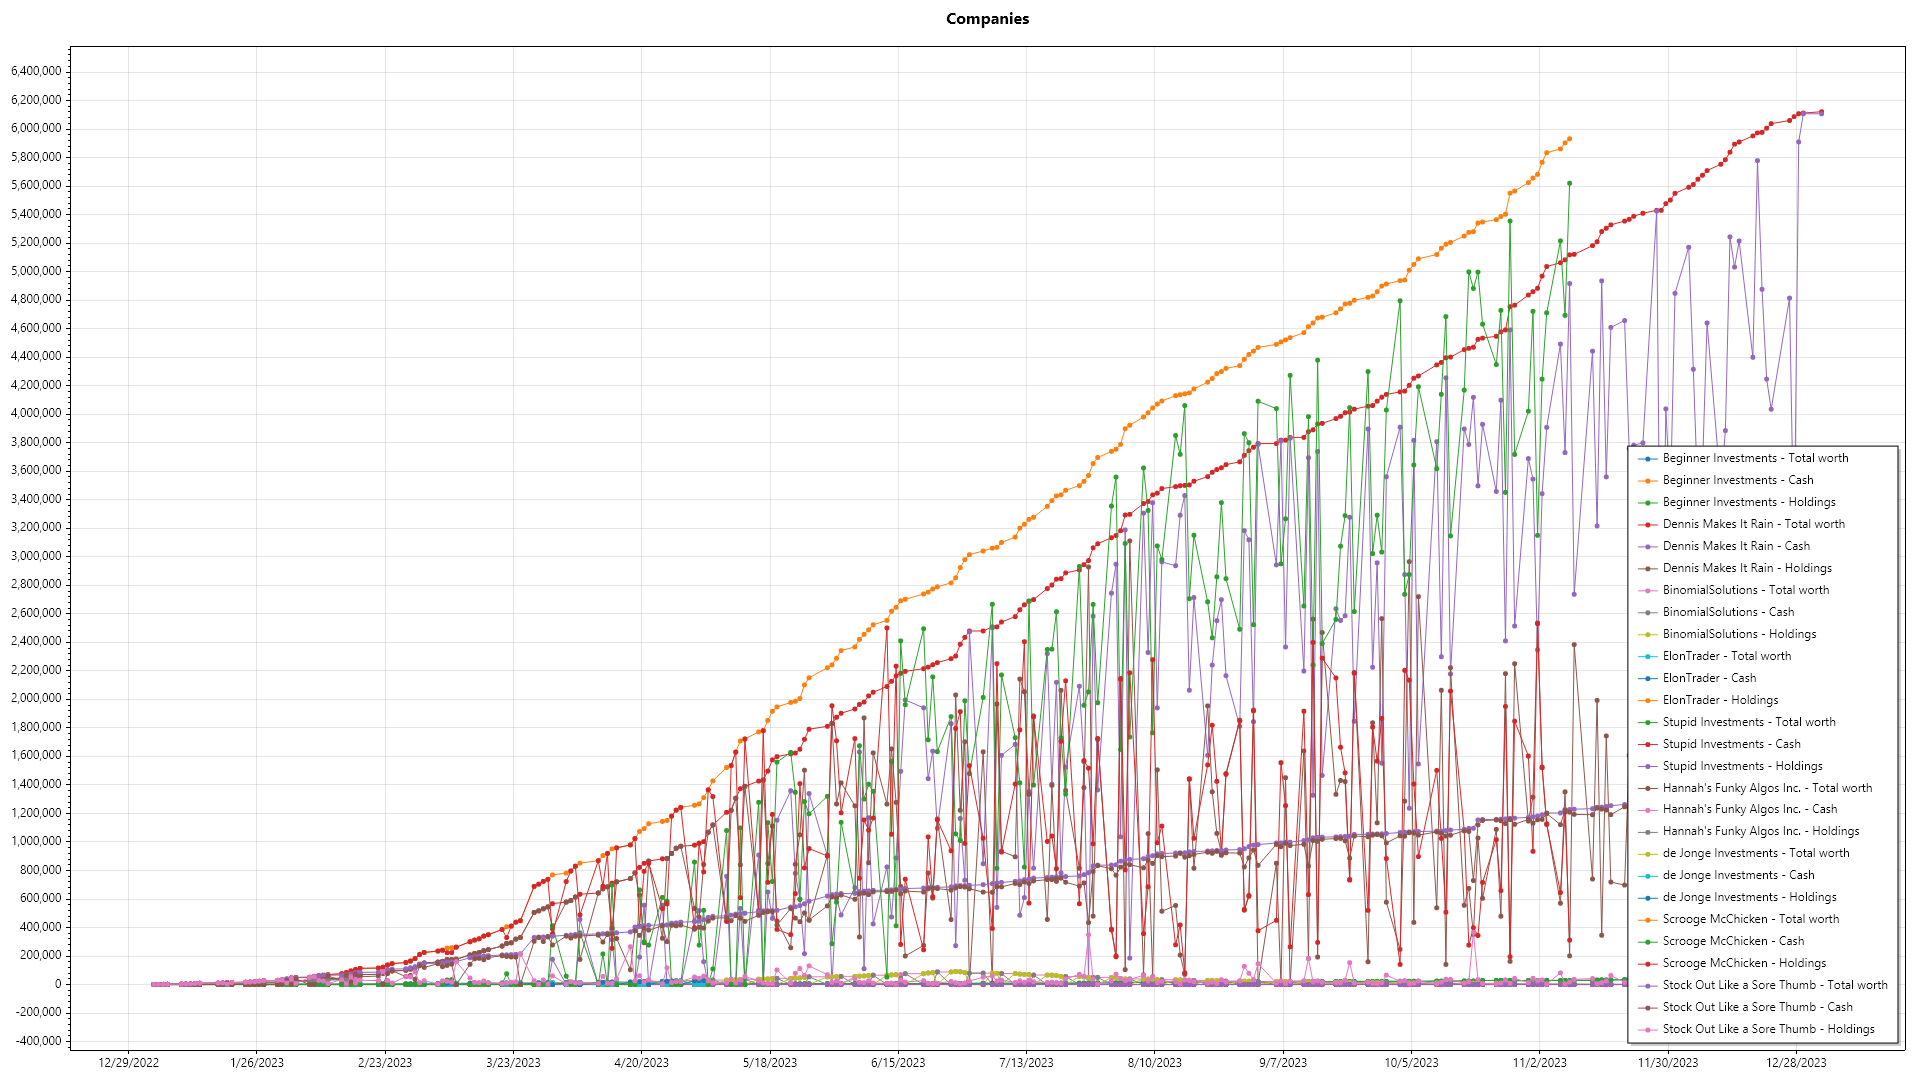 Companies
6,400,000
6,200,000
6,000,000
5,800,000
5,600,000
5,400,000
5,200,000
5,000,000
4,800,000
4,600,000
4,400,000
4,200,000
4,000,000
3,800,000
3,600,000
3,400,000
3,200,000
3,000,000
2,800,000
2,600,000
2,400,000
2,200,000
2,000,000
1,800,000
1,600,000
1,400,000
1,200,000
1,000,000
800,000
600,000
400,000
200,000
0
-200,000
-400,000
12/29/2022
1/26/2023
2/23/2023
3/23/2023
4/20/2023
5/18/2023
6/15/2023
7/13/2023
8/10/2023
9/7/2023
10/5/2023
11/2/2023
11/30/2023
12/28/2023
Beginner Investments - Total worth
Beginner Investments - Cash
Beginner Investments - Holdings
Dennis Makes It Rain - Total worth
Dennis Makes It Rain - Cash
Dennis Makes It Rain - Holdings
BinomialSolutions - Total worth
BinomialSolutions - Cash
BinomialSolutions - Holdings
ElonTrader - Total worth
ElonTrader - Cash
ElonTrader - Holdings
Stupid Investments - Total worth
Stupid Investments - Cash
Stupid Investments - Holdings
Hannah's Funky Algos Inc. - Total worth
Hannah's Funky Algos Inc. - Cash
Hannah's Funky Algos Inc. - Holdings
de Jonge Investments - Total worth
de Jonge Investments - Cash
de Jonge Investments - Holdings
Scrooge McChicken - Total worth
Scrooge McChicken - Cash
Scrooge McChicken - Holdings
Stock Out Like a Sore Thumb - Total worth
Stock Out Like a Sore Thumb - Cash
Stock Out Like a Sore Thumb - Holdings